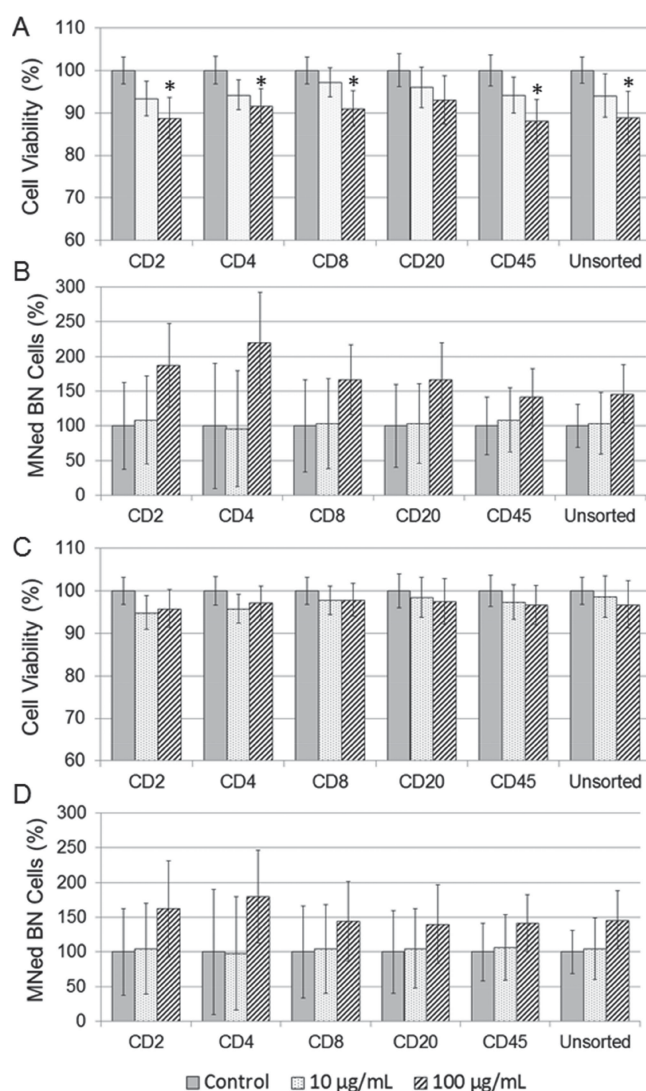 A
Cell Viability (%)
110
100
90
80
70
60
* * * * *
CD2 CD4 CD8 CD20 CD45 Unsorted
B
MNed BN Cells (%)
300
250
200
150
100
50
0
CD2 CD4 CD8 CD20 CD45 Unsorted
C
Cell Viability (%)
110
100
90
80
70
60
CD2 CD4 CD8 CD20 CD45 Unsorted
D
MNed BN Cells (%)
300
250
200
150
100
50
0
CD2 CD4 CD8 CD20 CD45 Unsorted
Control 10 µg/mL 100 µg/mL